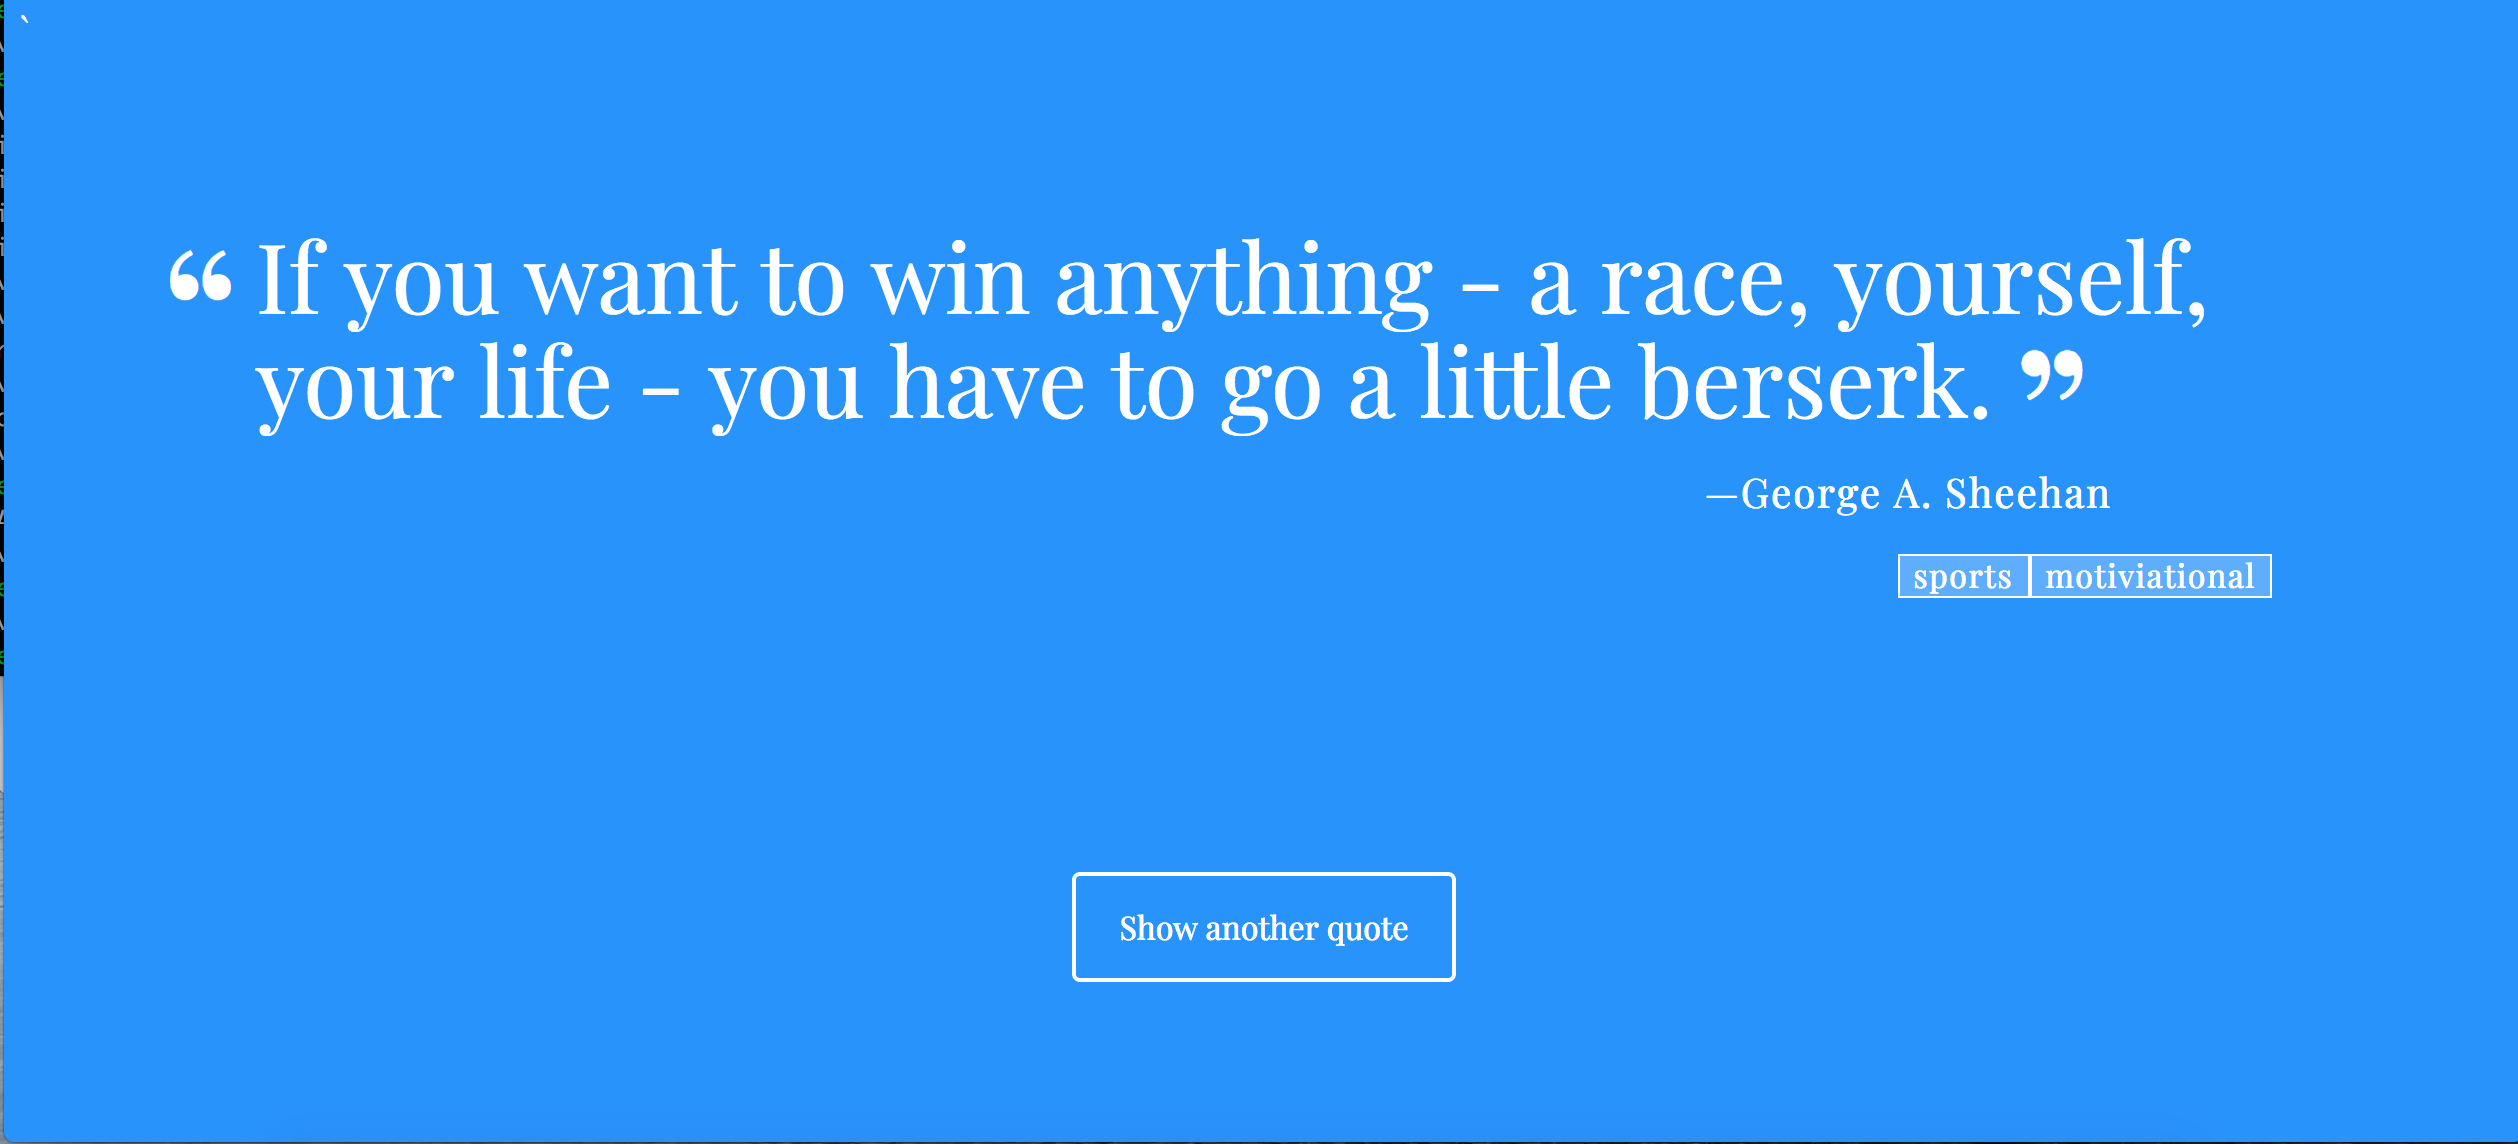 `
“ If you want to win anything - a race, yourself,
your life - you have to go a little berserk. ”
—George A. Sheehan
sports motiviational
Show another quote